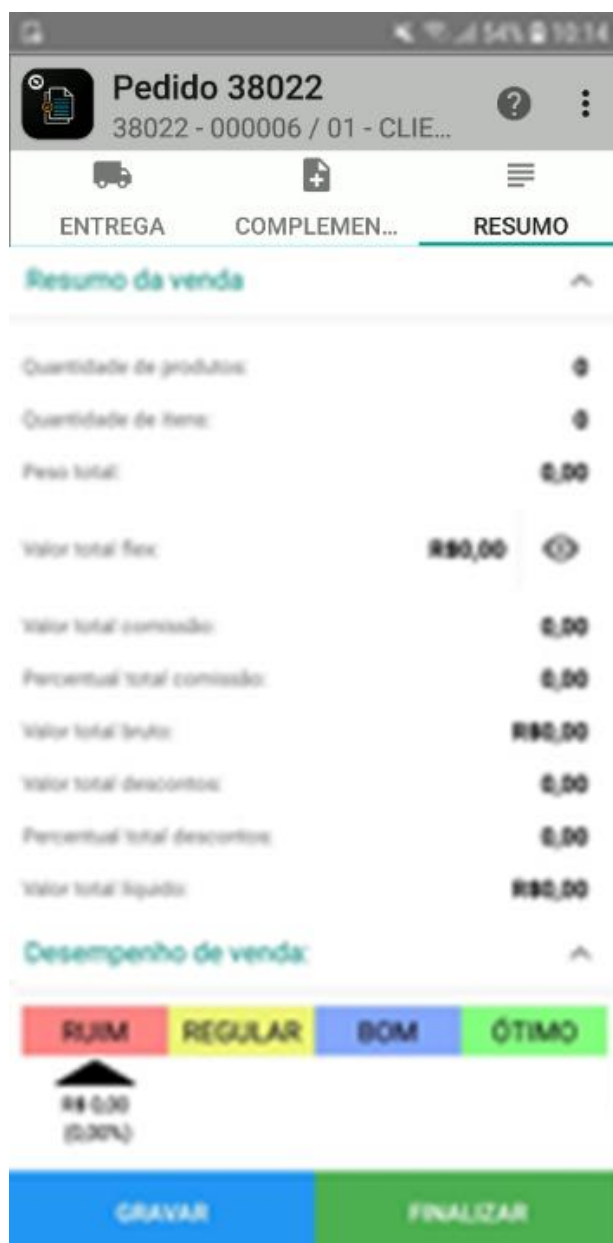 54% 10:14
Pedido 38022
38022 - 000006 / 01 - CLIE...
ENTREGA COMPLEMEN... RESUMO
Resumo da venda
Quantidade de produtos: 0
Quantidade de itens: 0
Peso total: 0,00
Valor total flex: R$0,00
Valor total comissão: 0,00
Percentual total comissão: 0,00
Valor total bruto: R$0,00
Valor total descontos: 0,00
Percentual total descontos: 0,00
Valor total líquido: R$0,00
Desempenho de venda:
RUIM REGULAR BOM ÓTIMO
R$ 0,00
(0,00%)
GRAVAR FINALIZAR